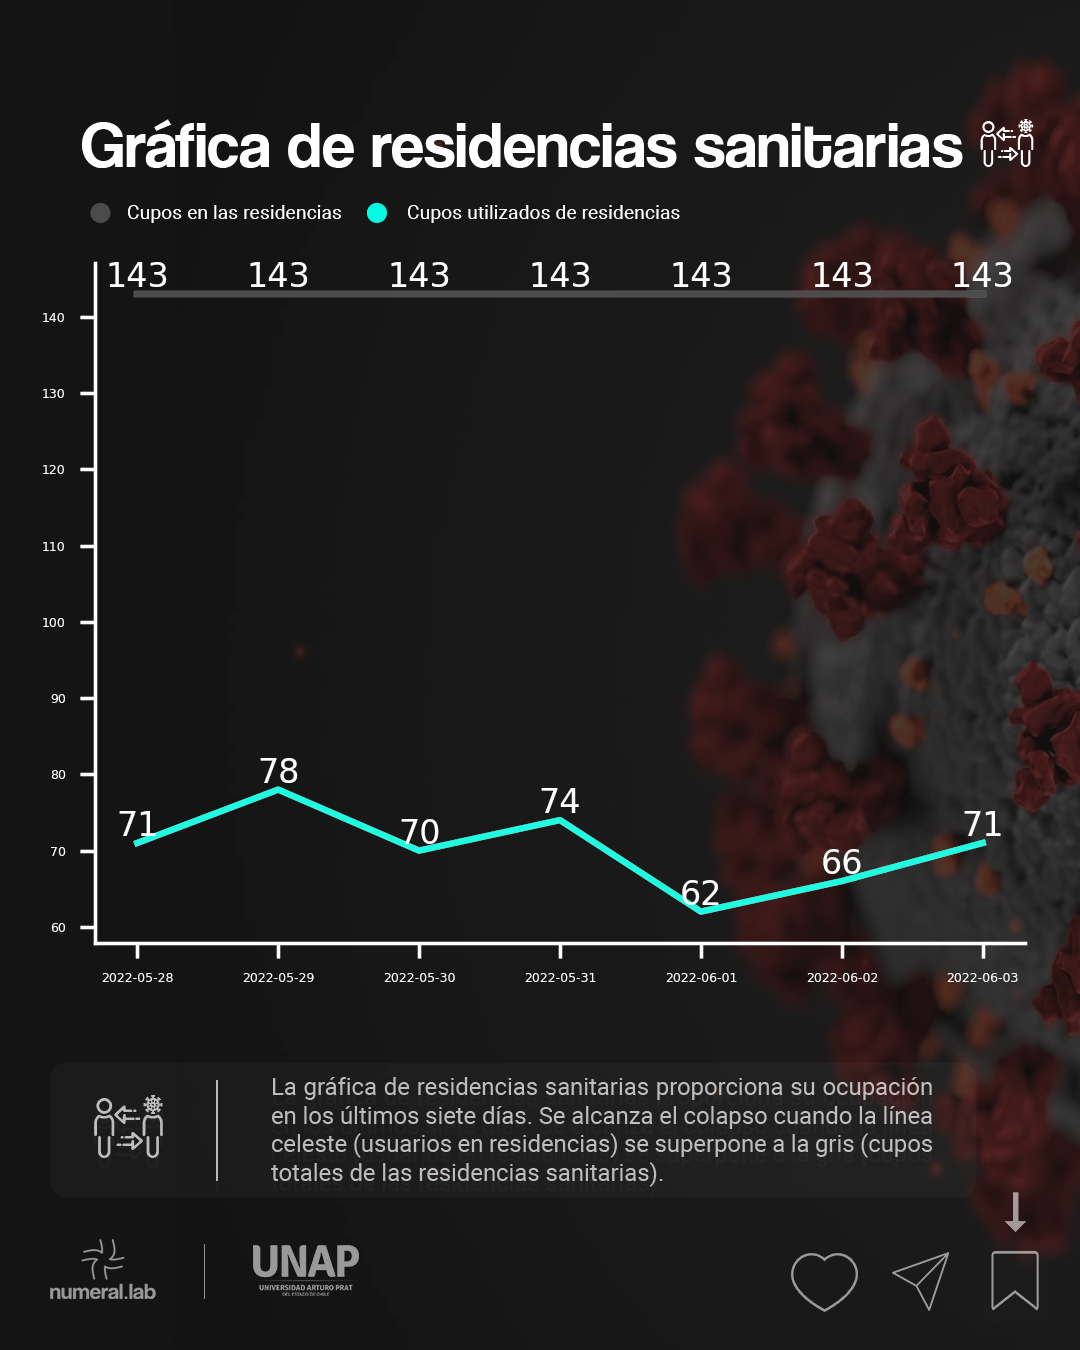 Gráfica de residencias sanitarias
Cupos en las residencias Cupos utilizados de residencias
143 143 143 143 143 143 143
140
130
120
110
100
90
80
70
60
71 78 70 74 62 66 71
2022-05-28 2022-05-29 2022-05-30 2022-05-31 2022-06-01 2022-06-02 2022-06-03
La gráfica de residencias sanitarias proporciona su ocupación
en los últimos siete días. Se alcanza el colapso cuando la línea
celeste (usuarios en residencias) se superpone a la gris (cupos
totales de las residencias sanitarias).
numeral.lab
UNAP
UNIVERSIDAD ARTURO PRAT
DEL ESTADO DE CHILE